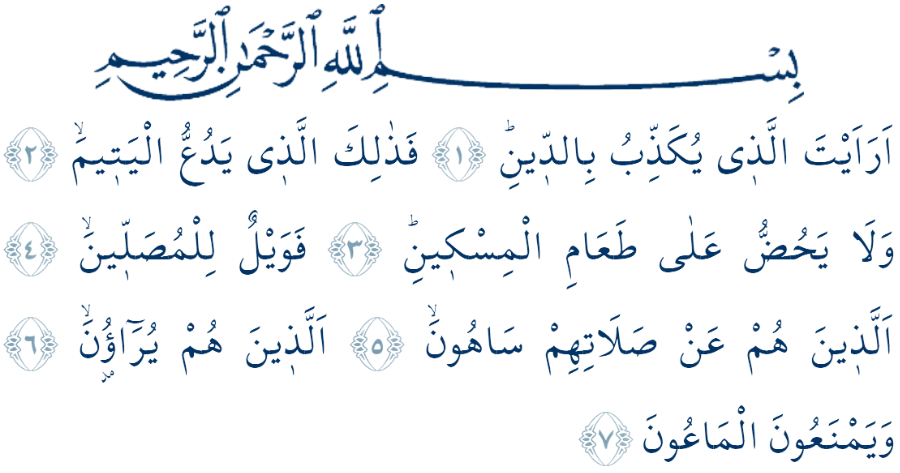 بِسْمِ اللّٰهِ الرَّحْمٰنِ الرَّحِيمِ
اَرَاَيْتَ الَّذ۪ى يُكَذِّبُ بِالدّ۪ينِۜ ﴿١﴾ فَذٰلِكَ الَّذ۪ى يَدُعُّ الْيَت۪يمَۙ ﴿٢﴾
وَلَا يَحُضُّ عَلٰى طَعَامِ الْمِسْك۪ينِۜ ﴿٣﴾ فَوَيْلٌ لِلْمُصَلّ۪ينَۙ ﴿٤﴾
اَلَّذ۪ينَ هُمْ عَنْ صَلَاتِهِمْ سَاهُونَۙ ﴿٥﴾ اَلَّذ۪ينَ هُمْ يُرَٓاؤُ۫نَۙ ﴿٦﴾
وَيَمْنَعُونَ الْمَاعُونَ ﴿٧﴾